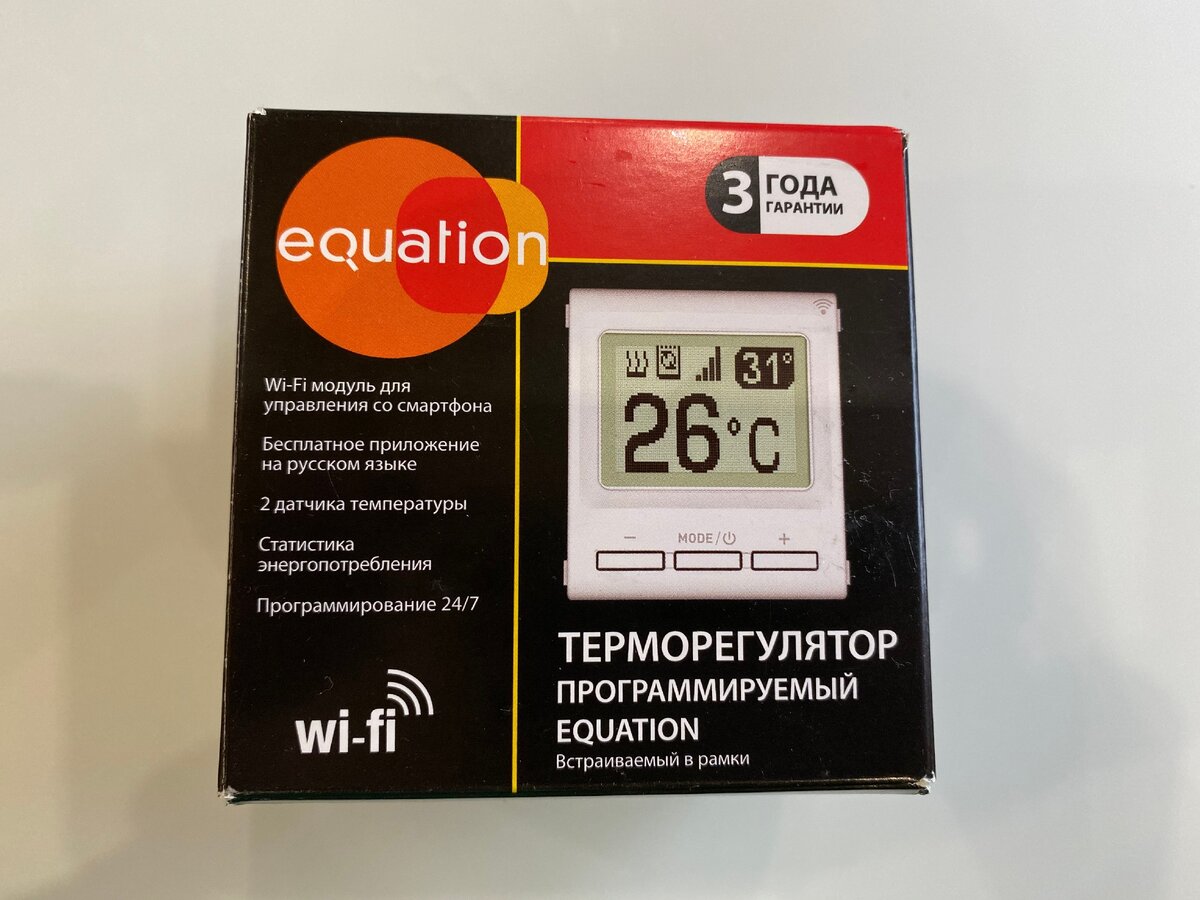 equation
3 ГОДА
ГАРАНТИИ
Wi-Fi модуль для
управления со смартфона
Бесплатное приложение
на русском языке
2 датчика температуры
Статистика
энергопотребления
Программирование 24/7
wi-fi
31°
26°C
− MODE/⏻ +
ТЕРМОРЕГУЛЯТОР
ПРОГРАММИРУЕМЫЙ
EQUATION
Встраиваемый в рамки